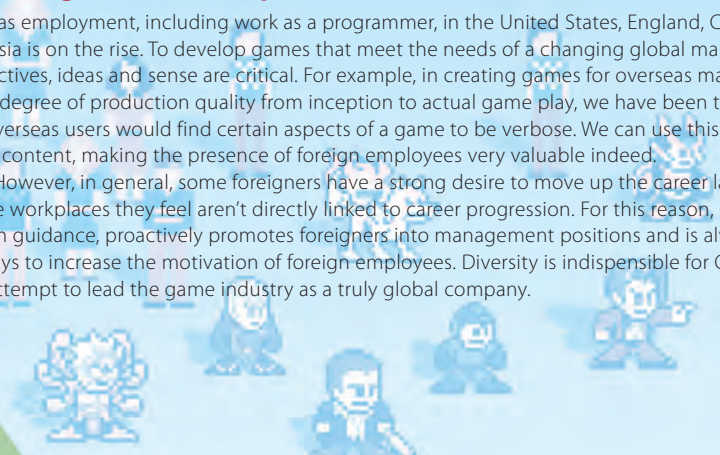 as employment, including work as a programmer, in the United States, England, C
sia is on the rise. To develop games that meet the needs of a changing global ma
ctives, ideas and sense are critical. For example, in creating games for overseas ma
degree of production quality from inception to actual game play, we have been t
verseas users would find certain aspects of a game to be verbose. We can use this
content, making the presence of foreign employees very valuable indeed.
However, in general, some foreigners have a strong desire to move up the career la
e workplaces they feel aren't directly linked to career progression. For this reason,
n guidance, proactively promotes foreigners into management positions and is al
ys to increase the motivation of foreign employees. Diversity is indispensible for C
ttempt to lead the game industry as a truly global company.